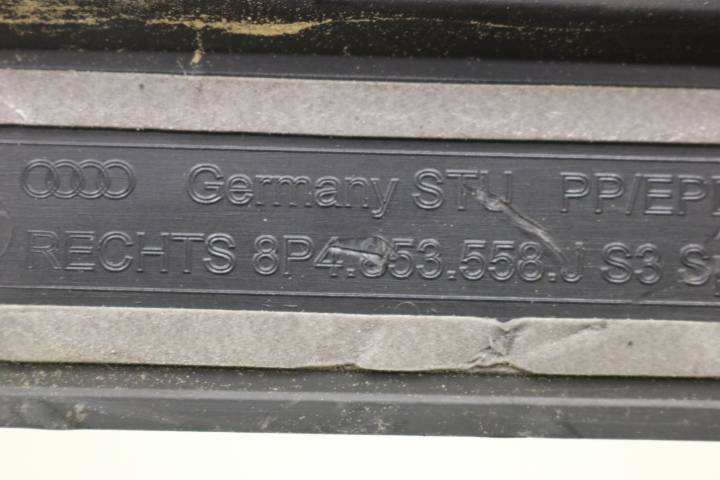 Germany STU PP/EP
RECHTS 8P4.853.558.J S3 S